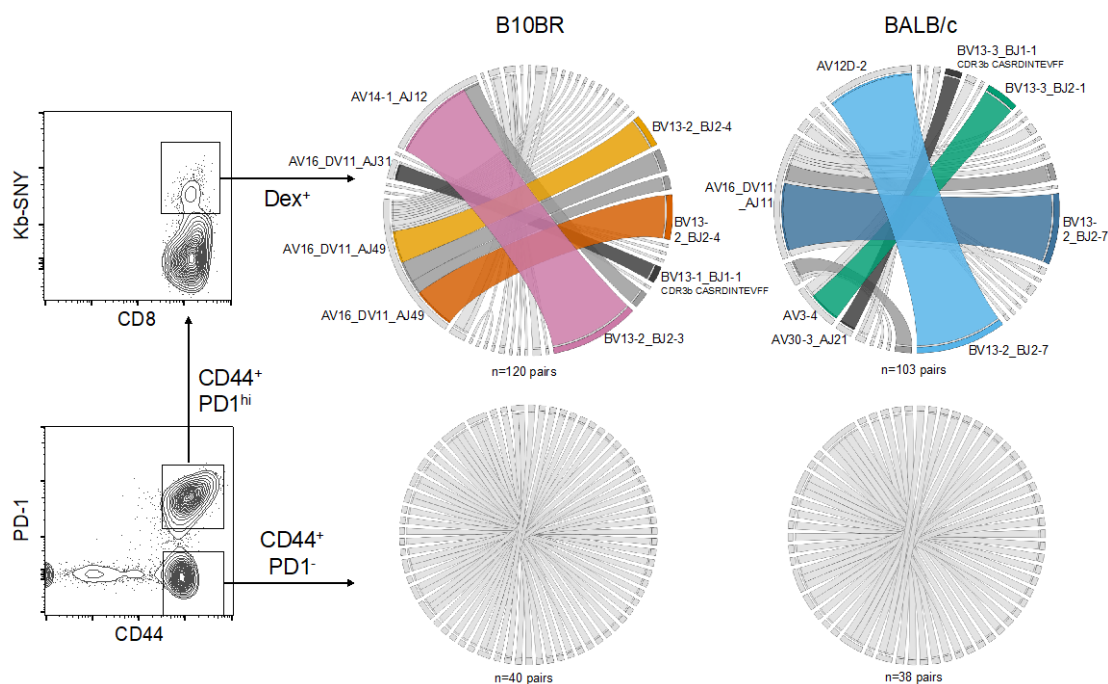 B10BR
BALB/c
Kb-SNY
CD8
Dex⁺
AV14-1_AJ12
AV16_DV11_AJ31
AV16_DV11_AJ49
AV16_DV11_AJ49
BV13-2_BJ2-4
BV13-
2_BJ2-4
BV13-1_BJ1-1
CDR3b CASRDINTEVFF
BV13-2_BJ2-3
n=120 pairs
AV12D-2
BV13-3_BJ1-1
CDR3b CASRDINTEVFF
BV13-3_BJ2-1
AV16_DV11
_AJ11
BV13-
2_BJ2-7
AV3-4
AV30-3_AJ21
BV13-2_BJ2-7
n=103 pairs
CD44⁺
PD1ʰⁱ
PD-1
CD44
CD44⁺
PD1⁻
n=40 pairs
n=38 pairs